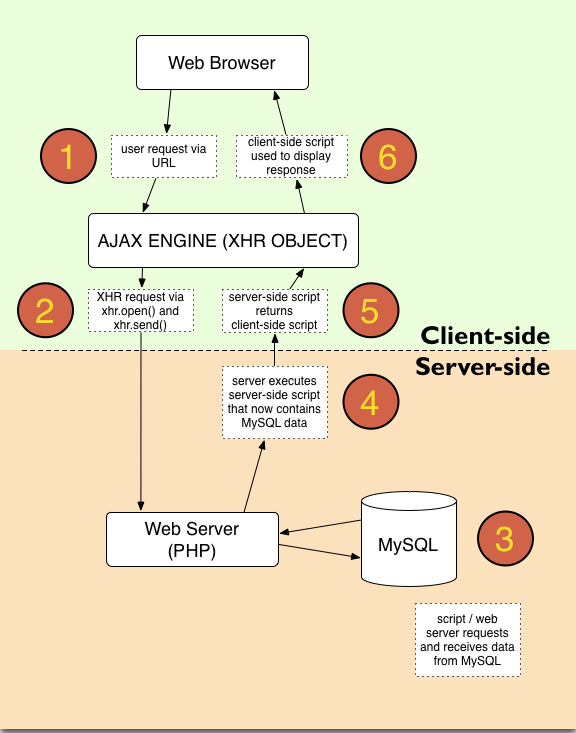 Web Browser
1
user request via
URL
client-side script
used to display
response
6
AJAX ENGINE (XHR OBJECT)
2
XHR request via
xhr.open() and
xhr.send()
server-side script
returns
client-side script
5
Client-side
Server-side
server executes
server-side script
that now contains
MySQL data
4
Web Server
(PHP)
MySQL
3
script / web
server requests
and receives data
from MySQL